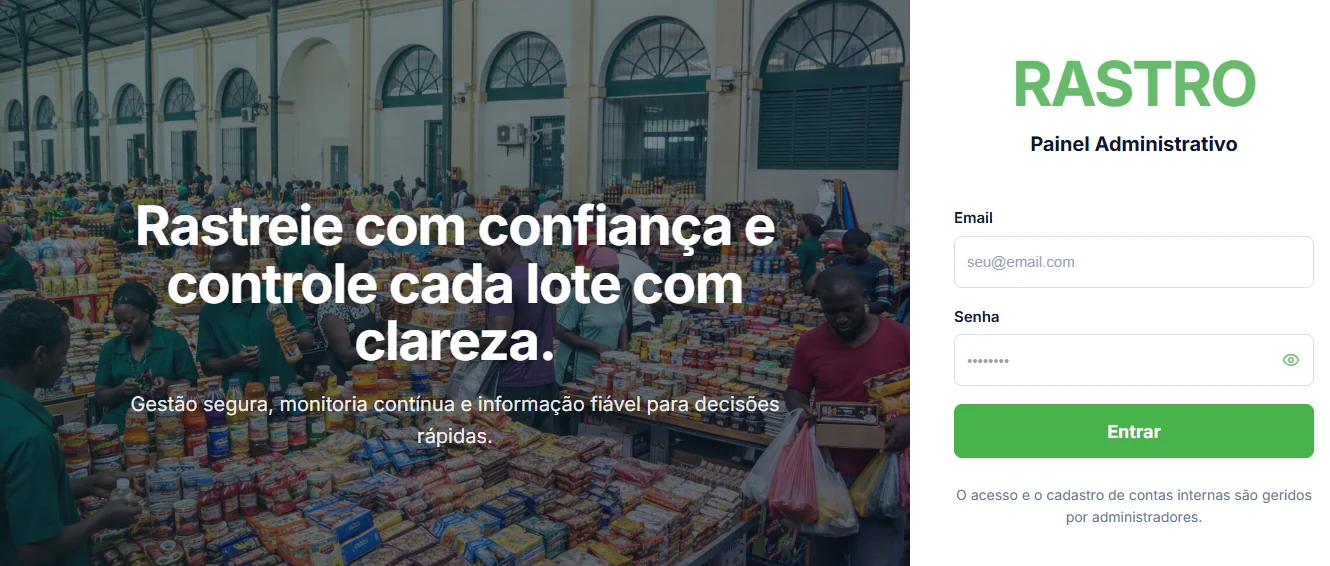 Rastreie com confiança e
controle cada lote com
clareza.
Gestão segura, monitoria contínua e informação fiável para decisões
rápidas.
RASTRO
Painel Administrativo
Email
seu@email.com
Senha
••••••••
Entrar
O acesso e o cadastro de contas internas são geridos
por administradores.